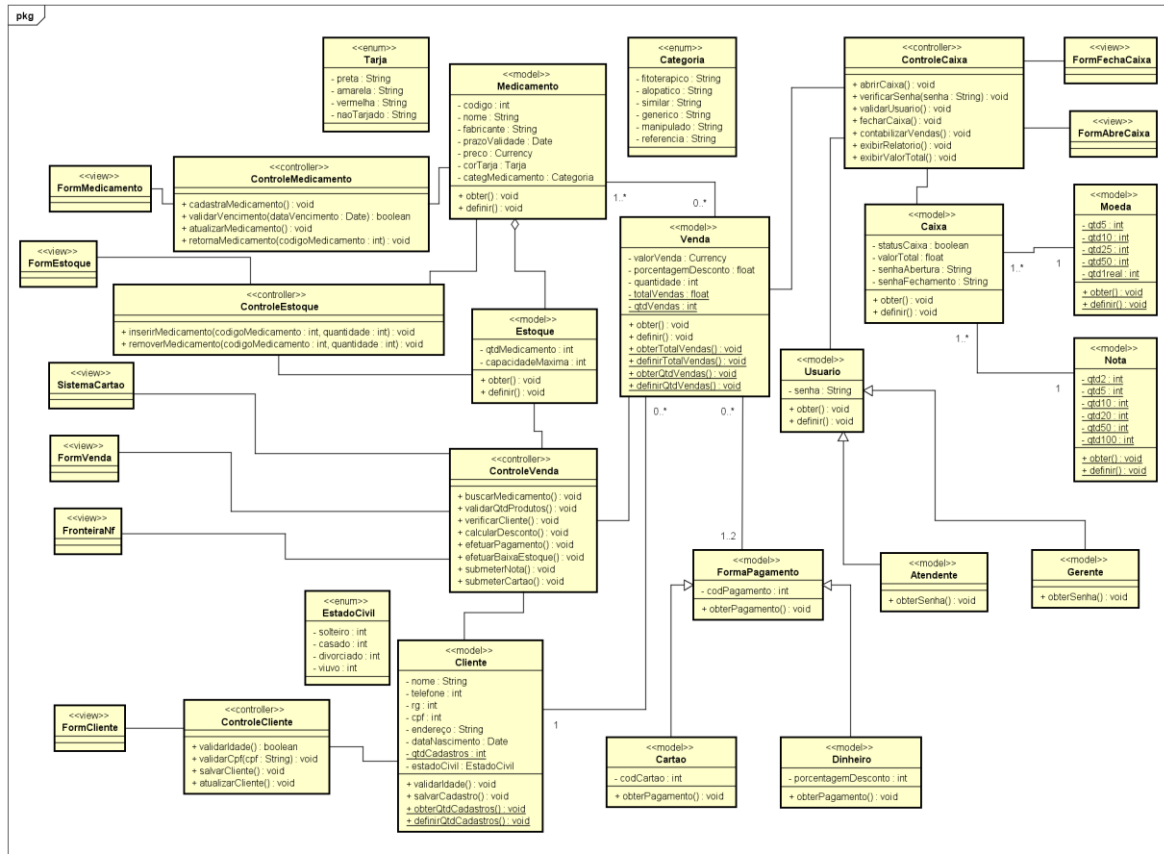 pkg
<<enum>>
Tarja
- preta : String
- amarela : String
- vermelha : String
- naoTarjado : String
<<model>>
Medicamento
- codigo : int
- nome : String
- fabricante : String
- prazoValidade : Date
- preco : Currency
- corTarja : Tarja
- categMedicamento : Categoria
+ obter() : void
+ definir() : void
<<enum>>
Categoria
- fitoterapico : String
- alopatico : String
- similar : String
- generico : String
- manipulado : String
- referencia : String
<<controller>>
ControleCaixa
+ abrirCaixa() : void
+ verificarSenha(senha : String) : void
+ validarUsuario() : void
+ fecharCaixa() : void
+ contabilizarVendas() : void
+ exibirRelatorio() : void
+ exibirValorTotal() : void
<<view>>
FormFechaCaixa
<<view>>
FormAbreCaixa
<<view>>
FormMedicamento
<<controller>>
ControleMedicamento
+ cadastraMedicamento() : void
+ validarVencimento(dataVencimento : Date) : boolean
+ atualizarMedicamento() : void
+ retornaMedicamento(codigoMedicamento : int) : void
1..*
0..*
<<model>>
Caixa
- statusCaixa : boolean
- valorTotal : float
- senhaAbertura : String
- senhaFechamento : String
+ obter() : void
+ definir() : void
1..*
1
1..*
1
<<model>>
Moeda
- qtd5 : int
- qtd10 : int
- qtd25 : int
- qtd50 : int
- qtd1real : int
+ obter() : void
+ definir() : void
<<view>>
FormEstoque
<<controller>>
ControleEstoque
+ inserirMedicamento(codigoMedicamento : int, quantidade : int) : void
+ removerMedicamento(codigoMedicamento : int, quantidade : int) : void
<<model>>
Estoque
- qtdMedicamento : int
- capacidadeMaxima : int
+ obter() : void
+ definir() : void
<<model>>
Venda
- valorVenda : Currency
- porcentagemDesconto : float
- quantidade : int
- totalVendas : float
- qtdVendas : int
+ obter() : void
+ definir() : void
+ obterTotalVendas() : void
+ definirTotalVendas() : void
+ obterQtdVendas() : void
+ definirQtdVendas() : void
0..*
0..*
<<model>>
Usuario
- senha : String
+ obter() : void
+ definir() : void
<<model>>
Nota
- qtd2 : int
- qtd5 : int
- qtd10 : int
- qtd20 : int
- qtd50 : int
- qtd100 : int
+ obter() : void
+ definir() : void
<<view>>
SistemaCartao
<<view>>
FormVenda
<<view>>
FronteiraNf
<<controller>>
ControleVenda
+ buscarMedicamento() : void
+ validarQtdProdutos() : void
+ verificarCliente() : void
+ calcularDesconto() : void
+ efetuarPagamento() : void
+ efetuarBaixaEstoque() : void
+ submeterNota() : void
+ submeterCartao() : void
1..2
<<model>>
FormaPagamento
- codPagamento : int
+ obterPagamento() : void
<<model>>
Atendente
+ obterSenha() : void
<<model>>
Gerente
+ obterSenha() : void
<<enum>>
EstadoCivil
- solteiro : int
- casado : int
- divorciado : int
- viuvo : int
<<model>>
Cliente
- nome : String
- telefone : int
- rg : int
- cpf : int
- endereço : String
- dataNascimento : Date
- qtdCadastros : int
- estadoCivil : EstadoCivil
+ validarIdade() : void
+ salvarCadastro() : void
+ obterQtdCadastros() : void
+ definirQtdCadastros() : void
1
<<view>>
FormCliente
<<controller>>
ControleCliente
+ validarIdade() : boolean
+ validarCpf(cpf : String) : void
+ salvarCliente() : void
+ atualizarCliente() : void
<<model>>
Cartao
- codCartao : int
+ obterPagamento() : void
<<model>>
Dinheiro
- porcentagemDesconto : int
+ obterPagamento() : void